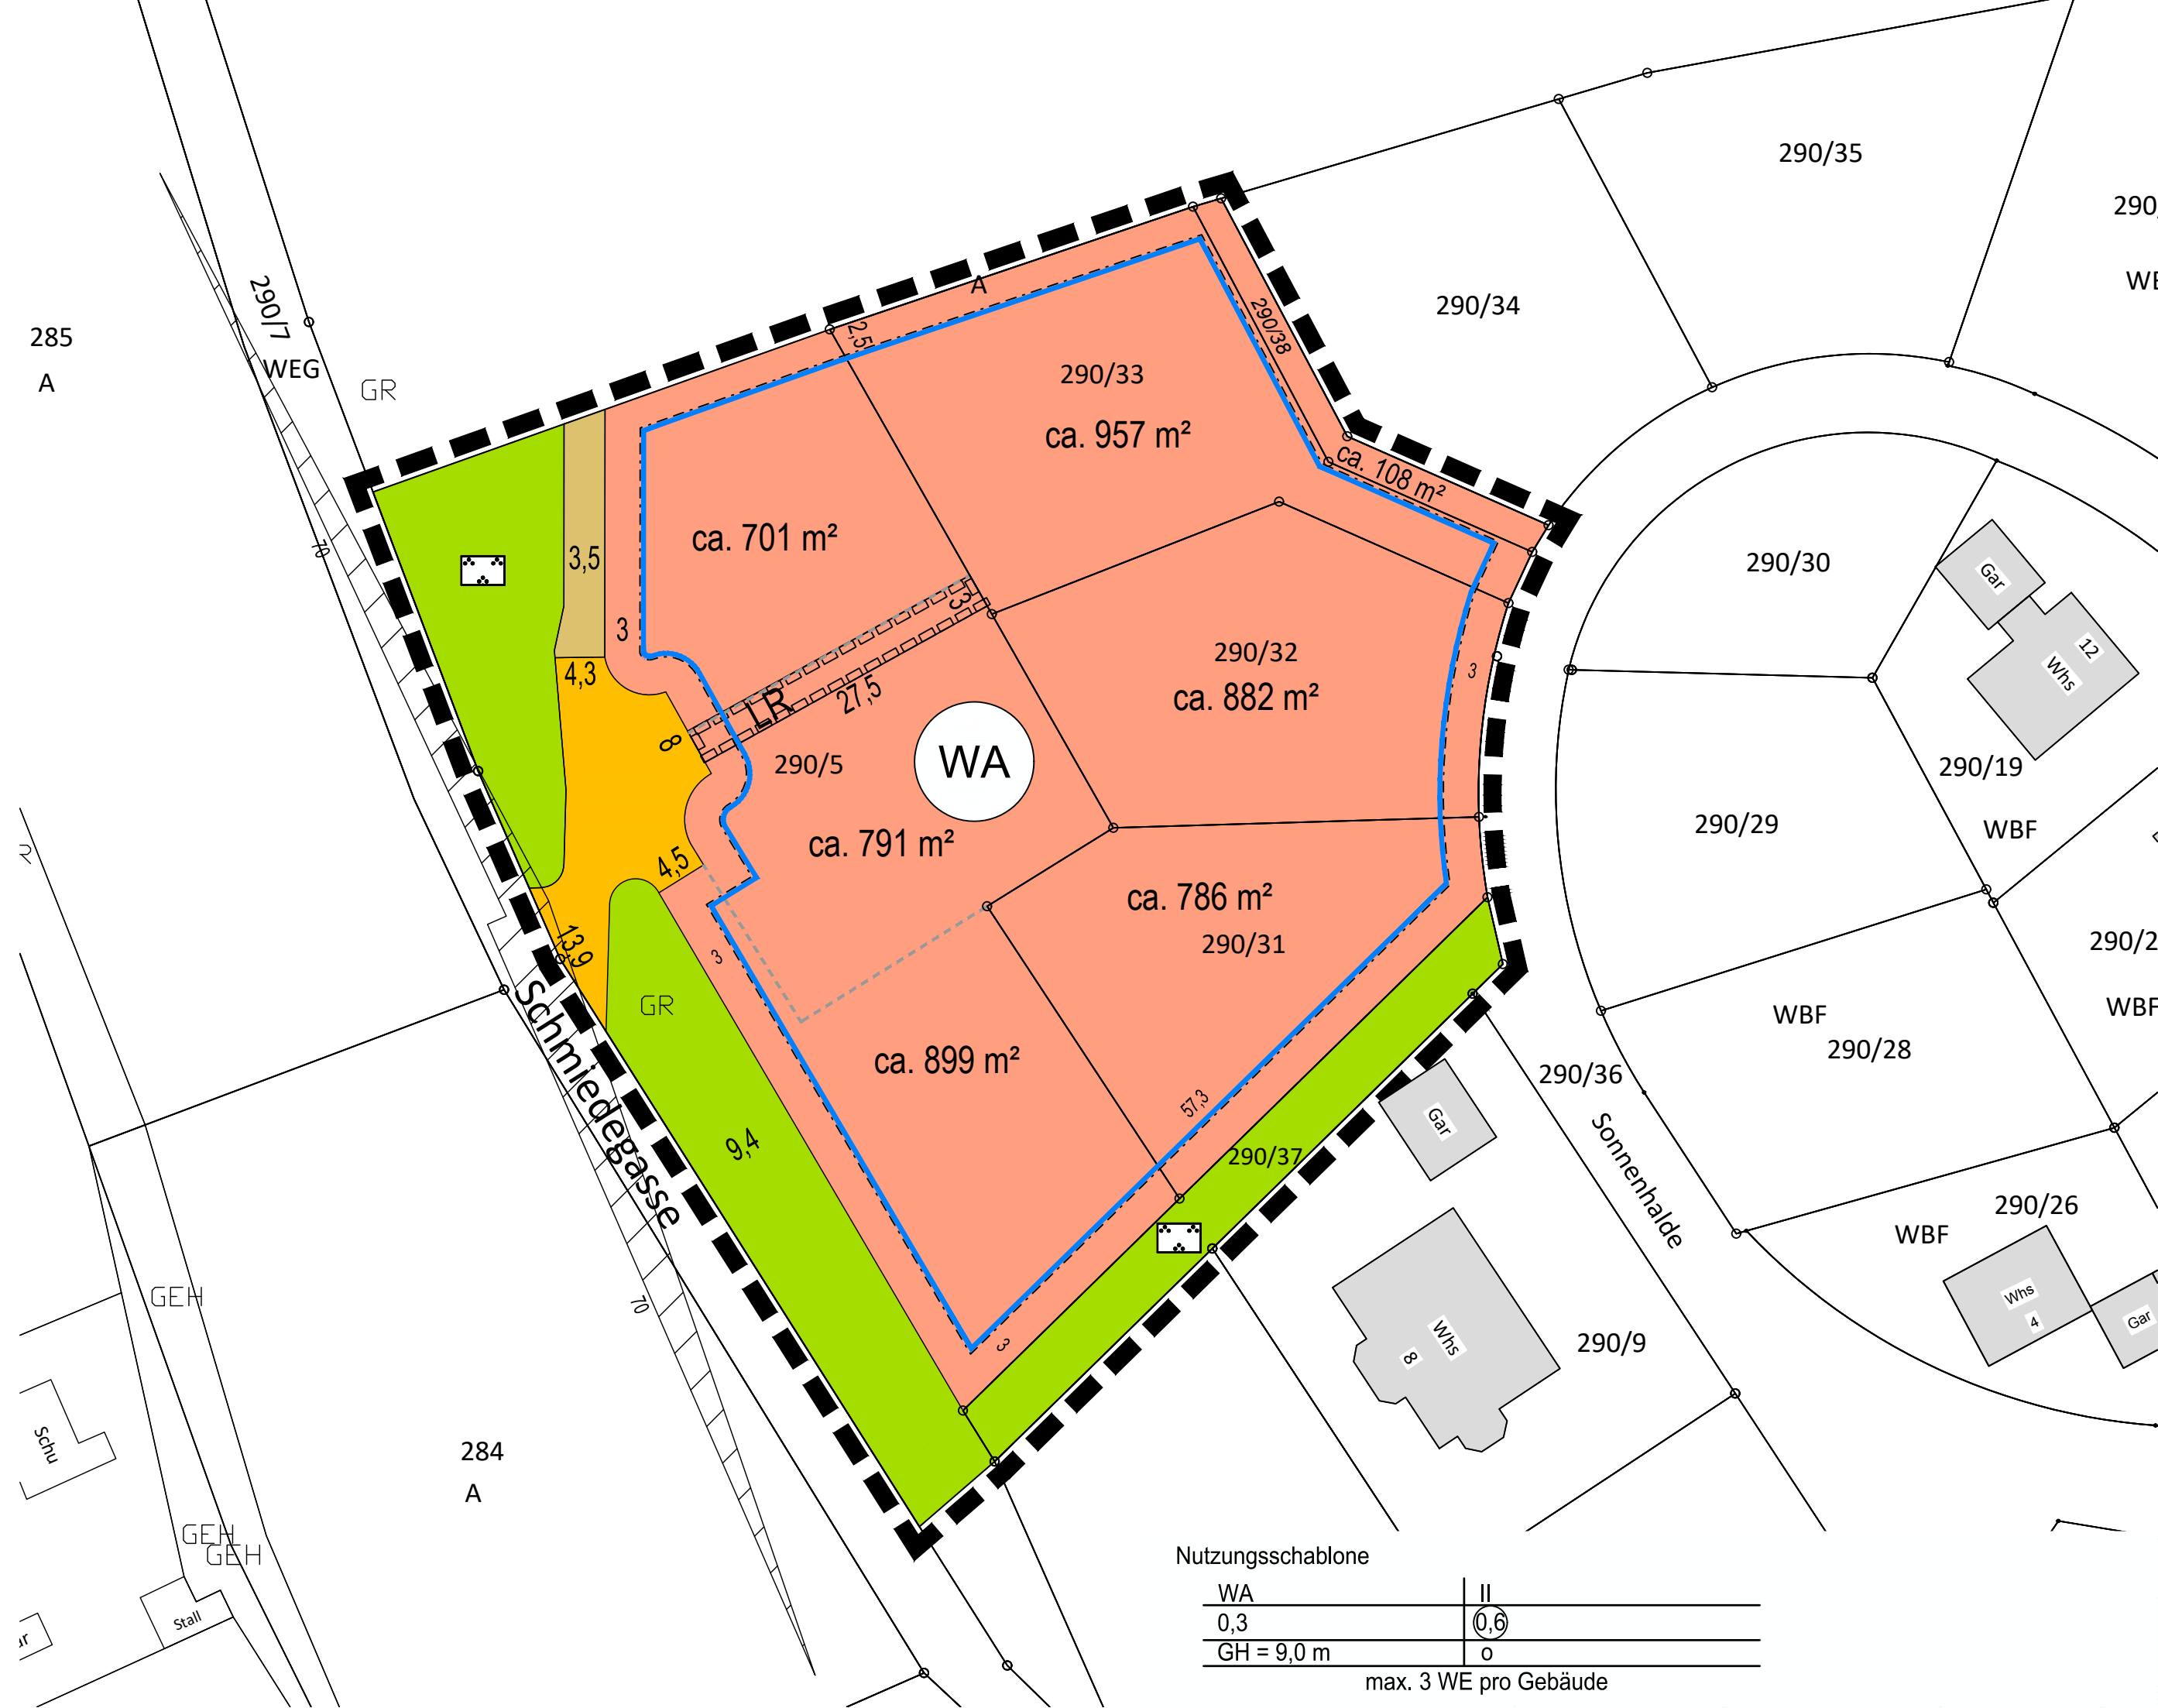 290/35
290/
WB
290/34
A
285
A
290/7
WEG
GR
2,5
290/38
290/33
ca. 957 m²
ca. 108 m²
ca. 701 m²
3,5
70
3
3
4,3
LR
27,5
8
290/5
WA
290/32
ca. 882 m²
3
290/30
Gar
12
Whs
290/19
WBF
290/29
ca. 791 m²
4,5
ca. 786 m²
290/31
290/2
WBF
13,9
3
GR
Schmiedegasse
ca. 899 m²
WBF
290/28
290/36
Sonnenhalde
57,3
Gar
290/37
9,4
290/26
WBF
Whs
4
Gar
GEH
70
3
Whs
8
290/9
Schu
284
A
GEH
GEH
Stall
Nutzungsschablone
WA II
0,3 0,6
GH = 9,0 m o
max. 3 WE pro Gebäude